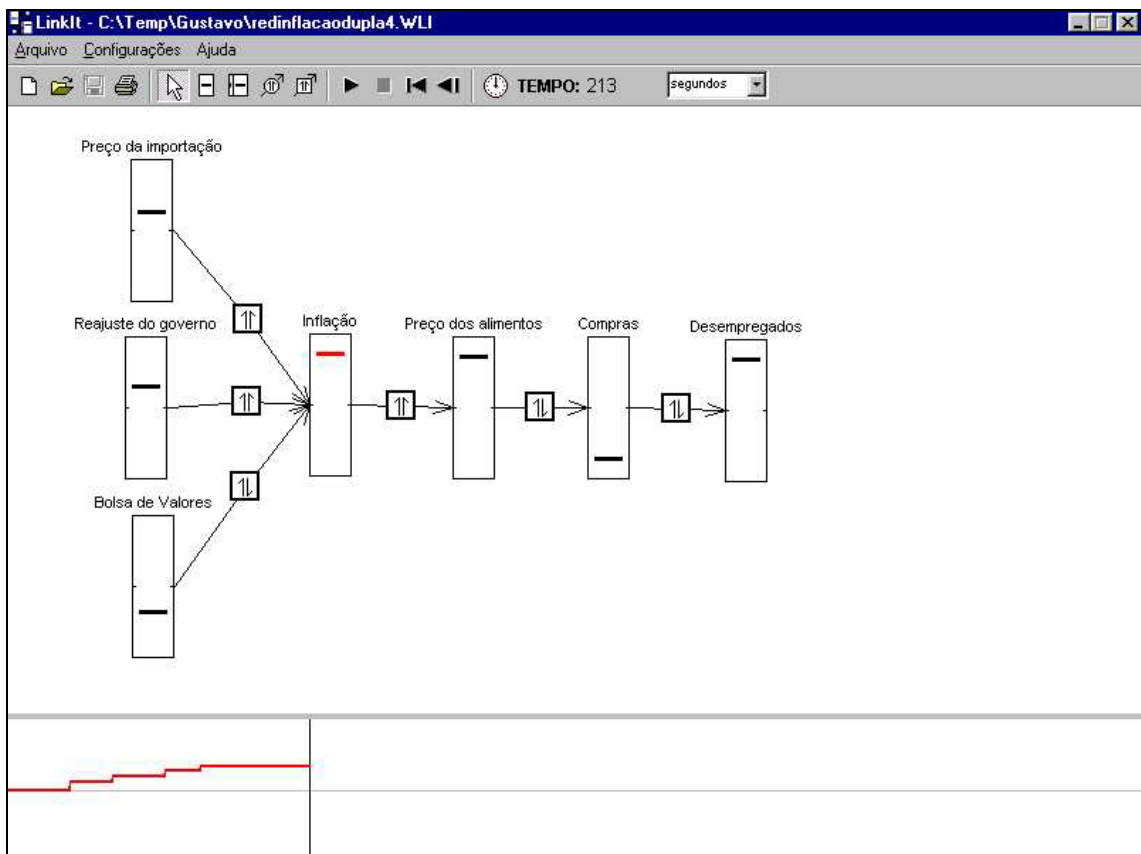 LinkIt - C:\Temp\Gustavo\redinflacaodupla4.WLI
Arquivo Configurações Ajuda
TEMPO: 213 segundos
Preço da importação
Reajuste do governo
Inflação
Preço dos alimentos
Compras
Desempregados
Bolsa de Valores